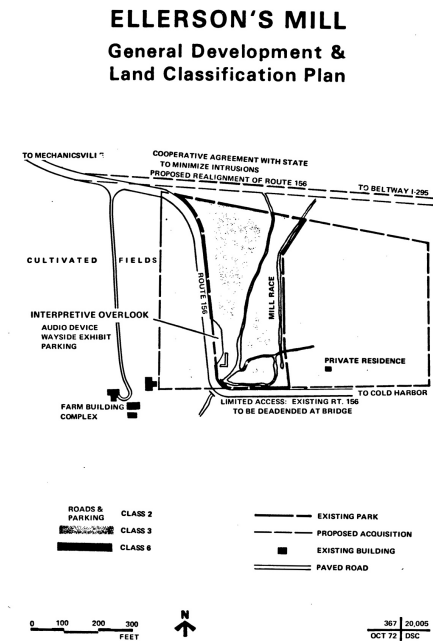 ELLERSON'S MILL
General Development &
Land Classification Plan
TO MECHANICSVILLE
COOPERATIVE AGREEMENT WITH STATE
TO MINIMIZE INTRUSIONS
PROPOSED REALIGNMENT OF ROUTE 156
TO BELTWAY I-295
CULTIVATED FIELDS
ROUTE 156
MILL RACE
INTERPRETIVE OVERLOOK
AUDIO DEVICE
WAYSIDE EXHIBIT
PARKING
PRIVATE RESIDENCE
TO COLD HARBOR
LIMITED ACCESS: EXISTING RT. 156
TO BE DEADENDED AT BRIDGE
FARM BUILDING
COMPLEX
ROADS &
PARKING
CLASS 2
CLASS 3
CLASS 6
EXISTING PARK
PROPOSED ACQUISITION
EXISTING BUILDING
PAVED ROAD
0 100 200 300
FEET
N
367 20,005
OCT 72 DSC